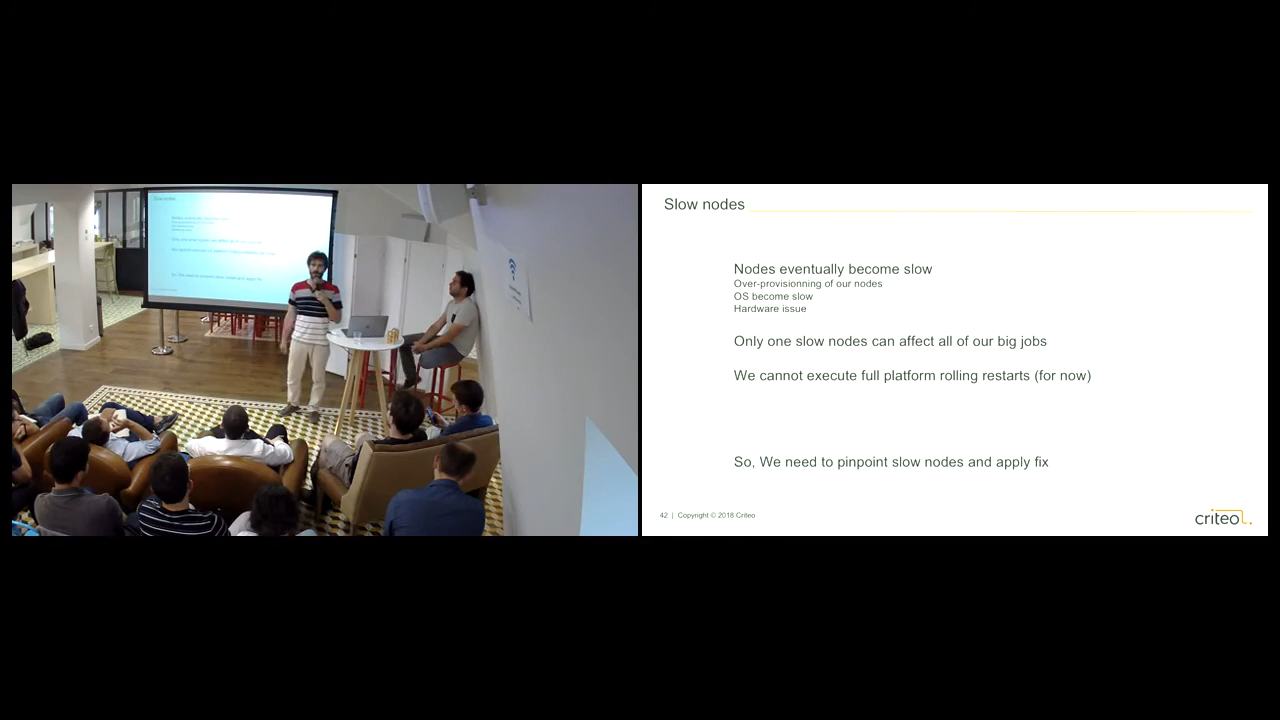 Slow nodes
Nodes eventually become slow
Over-provisionning of our nodes
OS become slow
Hardware issue
Only one slow nodes can affect all of our big jobs
We cannot execute full platform rolling restarts (for now)
So, We need to pinpoint slow nodes and apply fix
42 | Copyright © 2018 Criteo
criteo